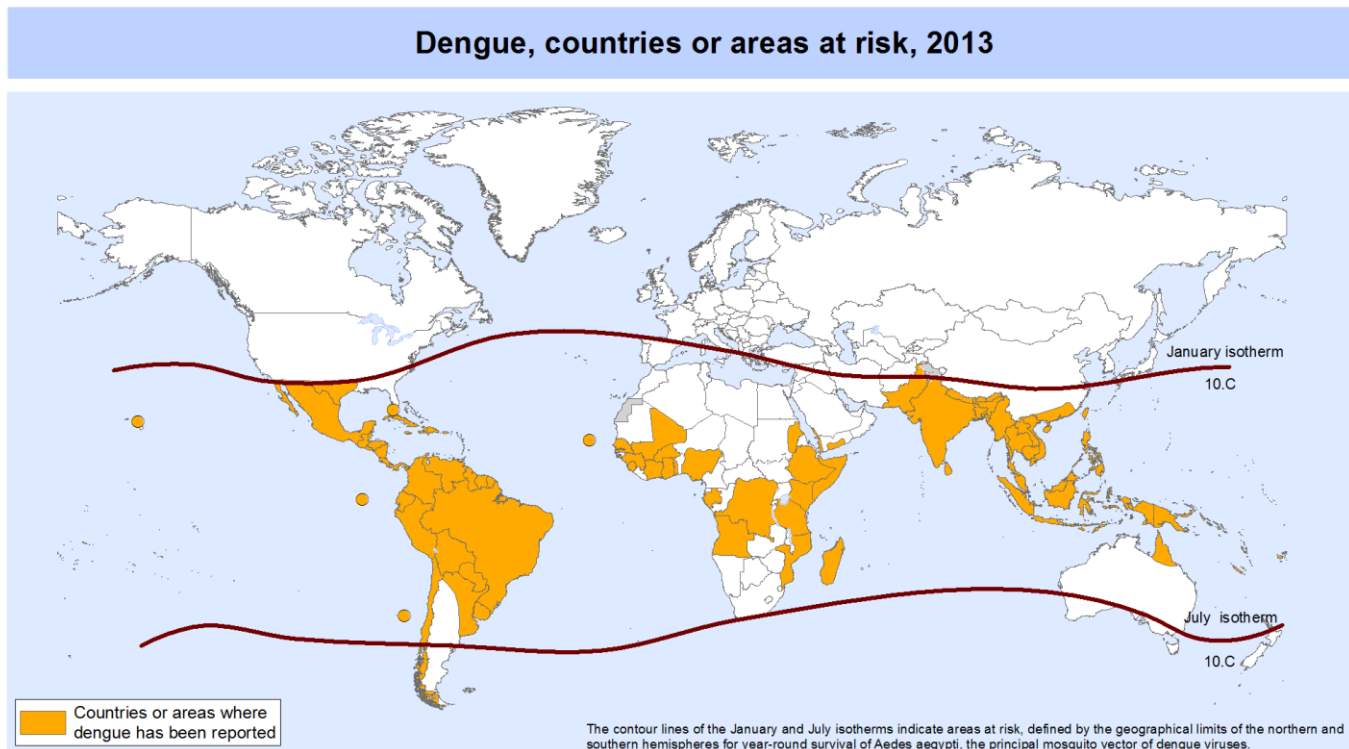 Dengue, countries or areas at risk, 2013
January isotherm
10.C
July isotherm
10.C
Countries or areas where
dengue has been reported
The contour lines of the January and July isotherms indicate areas at risk, defined by the geographical limits of the northern and
southern hemispheres for year-round survival of Aedes aegypti, the principal mosquito vector of dengue viruses.